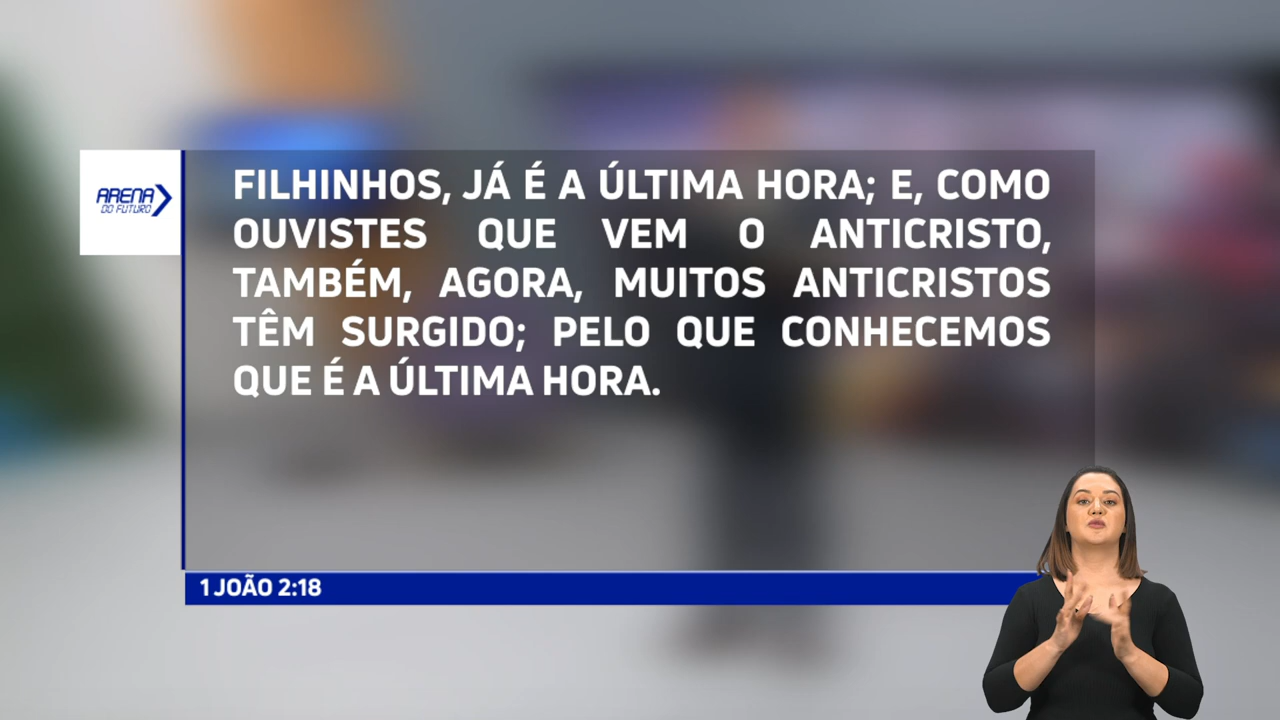 ARENA
DO FUTURO
FILHINHOS, JÁ É A ÚLTIMA HORA; E, COMO
OUVISTES QUE VEM O ANTICRISTO,
TAMBÉM, AGORA, MUITOS ANTICRISTOS
TÊM SURGIDO; PELO QUE CONHECEMOS
QUE É A ÚLTIMA HORA.
1 JOÃO 2:18